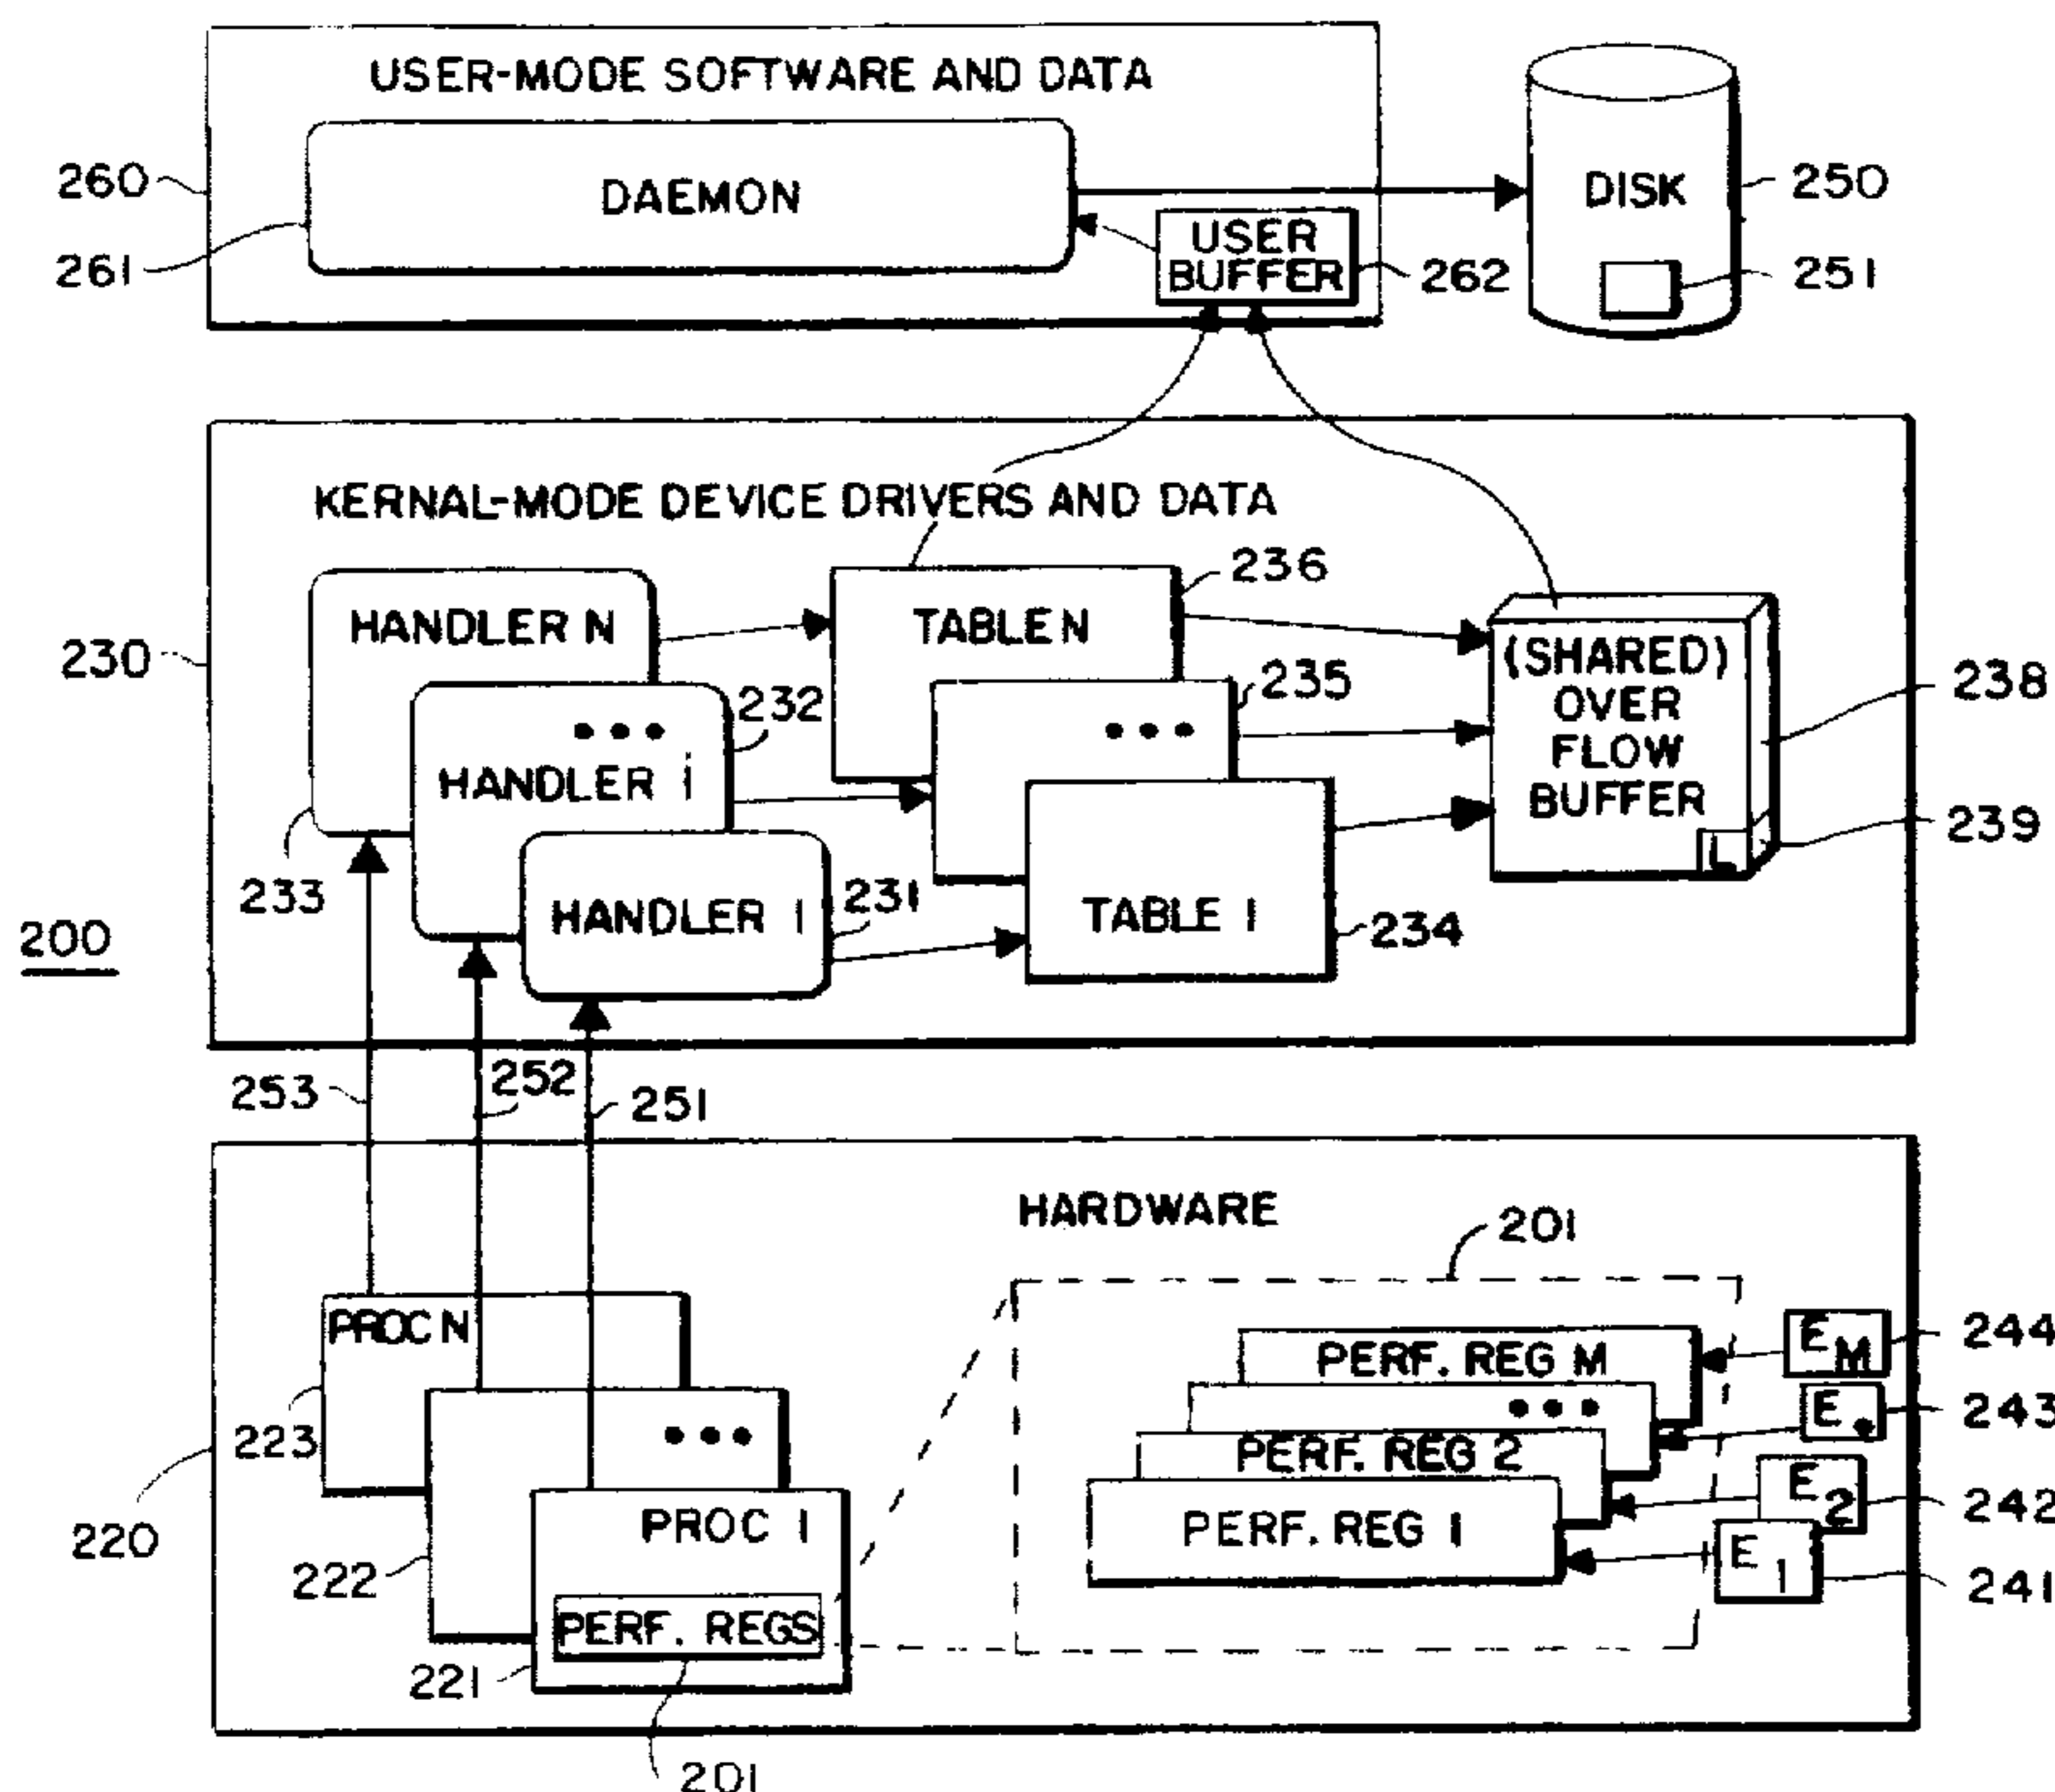 USER-MODE SOFTWARE AND DATA
260
DAEMON
DISK
250
USER
BUFFER
261
262
251
KERNAL-MODE DEVICE DRIVERS AND DATA
236
HANDLER N
TABLE N
(SHARED)
OVER
FLOW
BUFFER
230
235
238
232
•••
•••
HANDLER i
239
L
233
HANDLER 1
231
TABLE 1
234
200
253
252
251
HARDWARE
201
PROC N
PERF. REG M
EM
244
•••
E•
243
223
•••
PERF. REG 2
E2
242
220
PROC 1
PERF. REG 1
E1
241
222
PERF. REGS
221
201